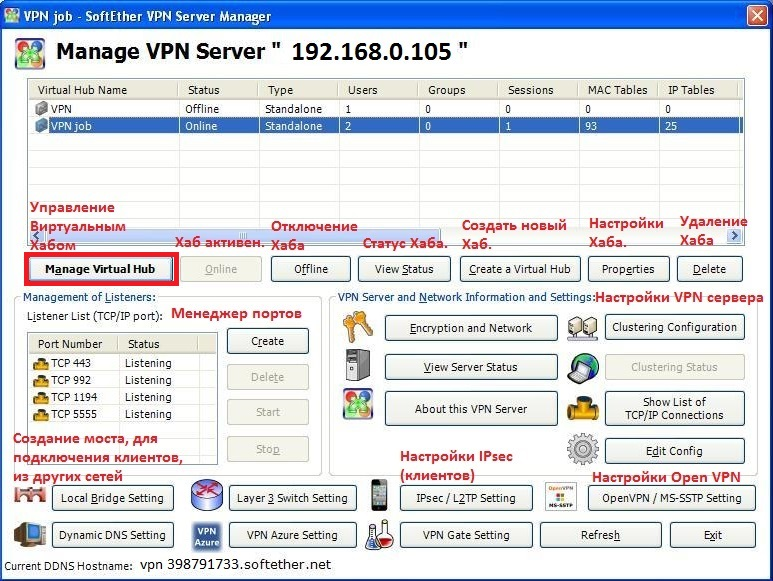 VPN job - SoftEther VPN Server Manager
Manage VPN Server " 192.168.0.105 "
Virtual Hub Name Status Type Users Groups Sessions MAC Tables IP Tables
VPN Offline Standalone 1 0 0 0 0
VPN job Online Standalone 2 0 1 93 25
Управление
Виртуальным
Хабом
Хаб активен.
Отключение
Хаба
Статус Хаба.
Создать новый
Хаб.
Настройки
Хаба.
Удаление
Хаба
Manage Virtual Hub Online Offline View Status Create a Virtual Hub Properties Delete
Management of Listeners:
Listener List (TCP/IP port):
Менеджер портов
Port Number Status
TCP 443 Listening
TCP 992 Listening
TCP 1194 Listening
TCP 5555 Listening
Create
Delete
Start
Stop
VPN Server and Network Information and Settings:
Настройки VPN сервера
Encryption and Network
Clustering Configuration
View Server Status
Clustering Status
About this VPN Server
Show List of
TCP/IP Connections
Edit Config
Создание моста, для
подключения клиентов,
из других сетей
Настройки IPsec
(клиентов)
Настройки Open VPN
Local Bridge Setting
Layer 3 Switch Setting
IPsec / L2TP Setting
OpenVPN
MS-SSTP
OpenVPN / MS-SSTP Setting
Dynamic DNS Setting
VPN
Azure
VPN Azure Setting
VPN Gate Setting
Refresh
Exit
Current DDNS Hostname: vpn 398791733.softether.net